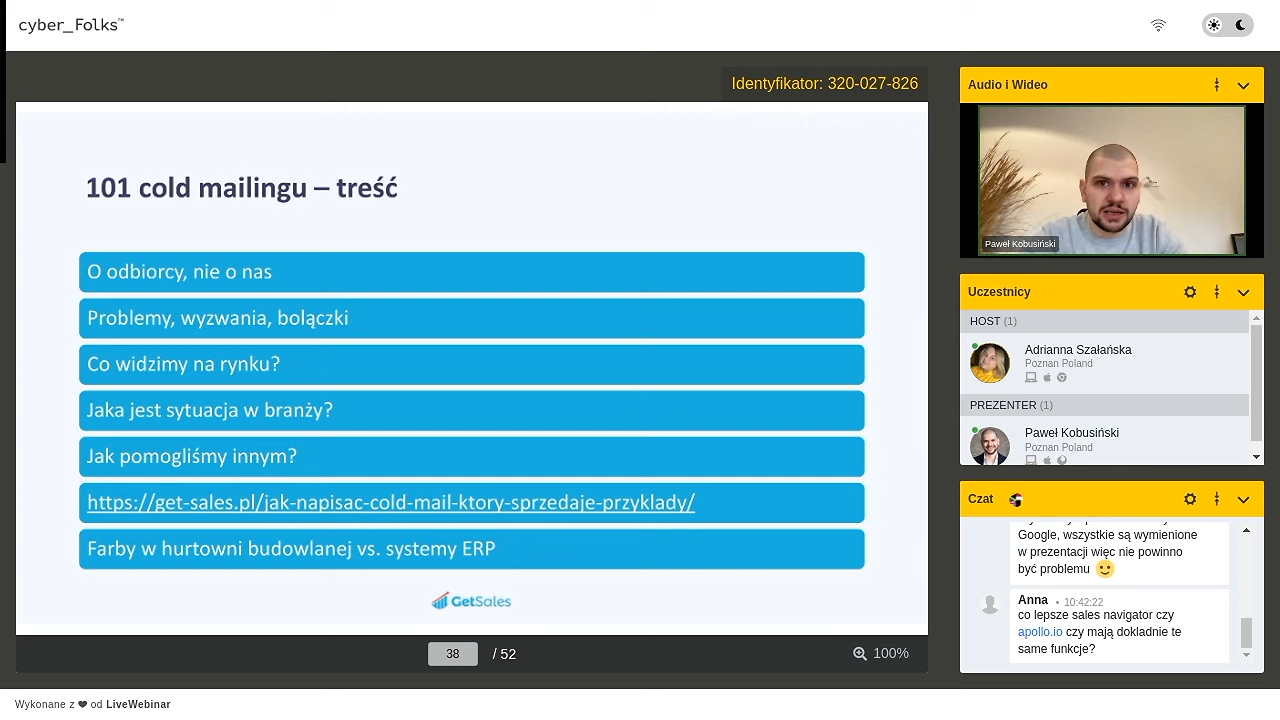 cyber_Folks™
Identyfikator: 320-027-826
101 cold mailingu – treść
O odbiorcy, nie o nas
Problemy, wyzwania, bolączki
Co widzimy na rynku?
Jaka jest sytuacja w branży?
Jak pomogliśmy innym?
https://get-sales.pl/jak-napisac-cold-mail-ktory-sprzedaje-przyklady/
Farby w hurtowni budowlanej vs. systemy ERP
GetSales
38 / 52
100%
Audio i Wideo
Paweł Kobusiński
Uczestnicy
HOST (1)
Adrianna Szałańska
Poznan Poland
PREZENTER (1)
Paweł Kobusiński
Poznan Poland
Czat
Google, wszystkie są wymienione
w prezentacji więc nie powinno
być problemu
Anna • 10:42:22
co lepsze sales navigator czy
apollo.io czy mają dokladnie te
same funkcje?
Wykonane z ❤ od LiveWebinar